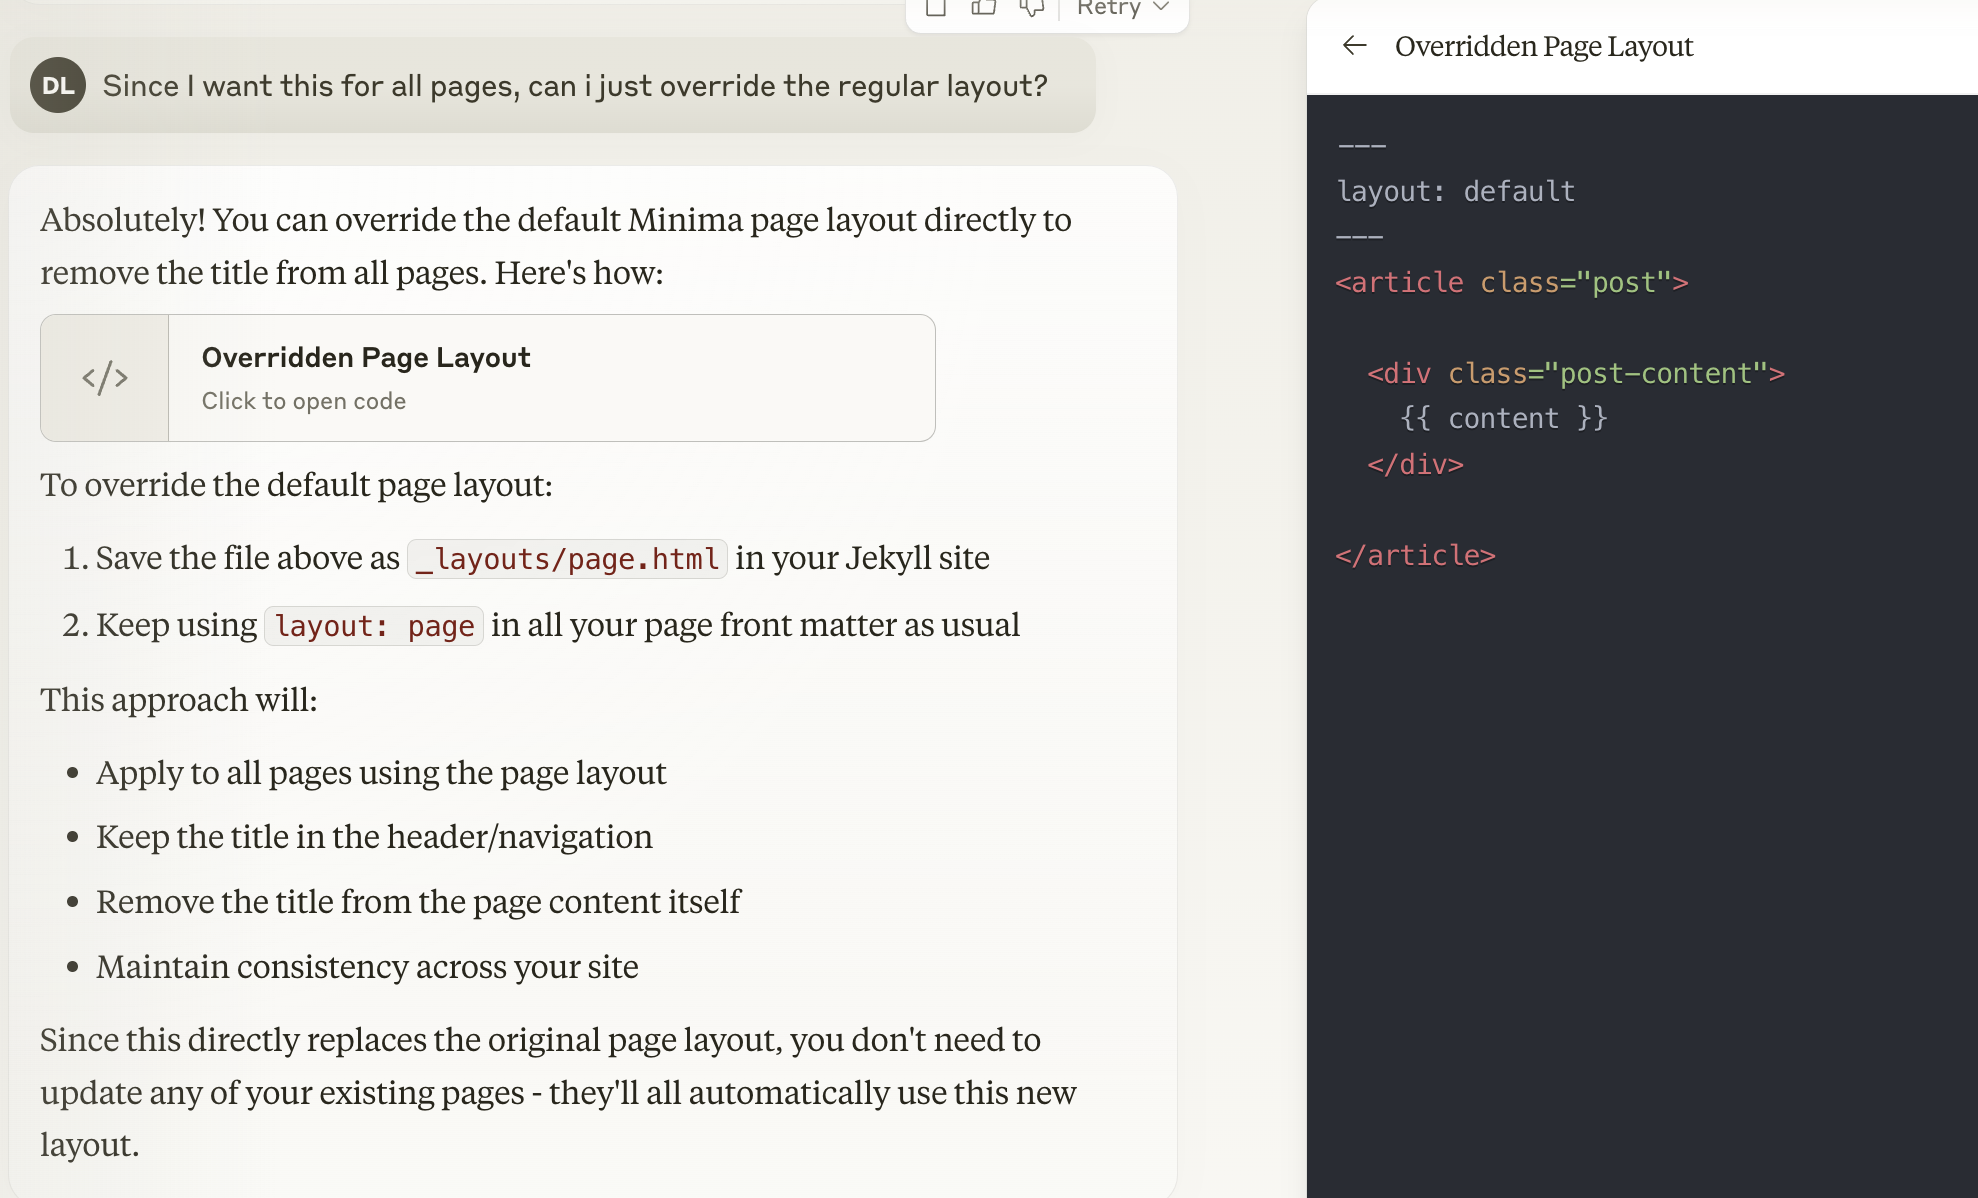 Retry
DL
Since I want this for all pages, can i just override the regular layout?
Absolutely! You can override the default Minima page layout directly to
remove the title from all pages. Here's how:
</>
Overridden Page Layout
Click to open code
To override the default page layout:
1. Save the file above as _layouts/page.html in your Jekyll site
2. Keep using layout: page in all your page front matter as usual
This approach will:
• Apply to all pages using the page layout
• Keep the title in the header/navigation
• Remove the title from the page content itself
• Maintain consistency across your site
Since this directly replaces the original page layout, you don't need to
update any of your existing pages - they'll all automatically use this new
layout.
Overridden Page Layout
---
layout: default
---
<article class="post">
<div class="post-content">
{{ content }}
</div>
</article>